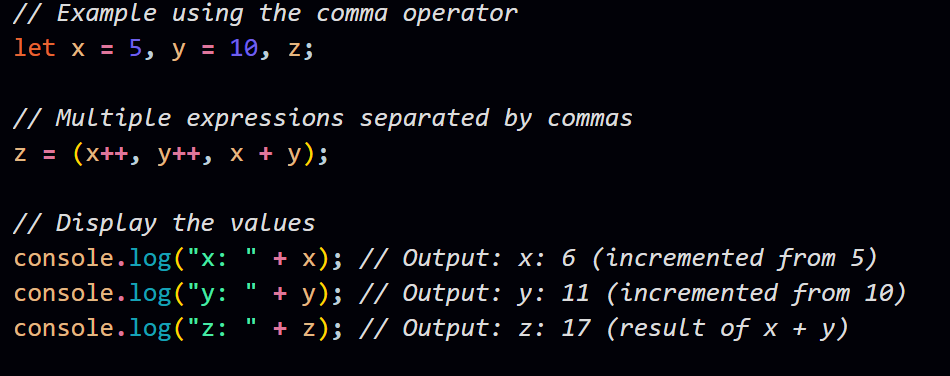 // Example using the comma operator
let x = 5, y = 10, z;
// Multiple expressions separated by commas
z = (x++, y++, x + y);
// Display the values
console.log("x: " + x); // Output: x: 6 (incremented from 5)
console.log("y: " + y); // Output: y: 11 (incremented from 10)
console.log("z: " + z); // Output: z: 17 (result of x + y)